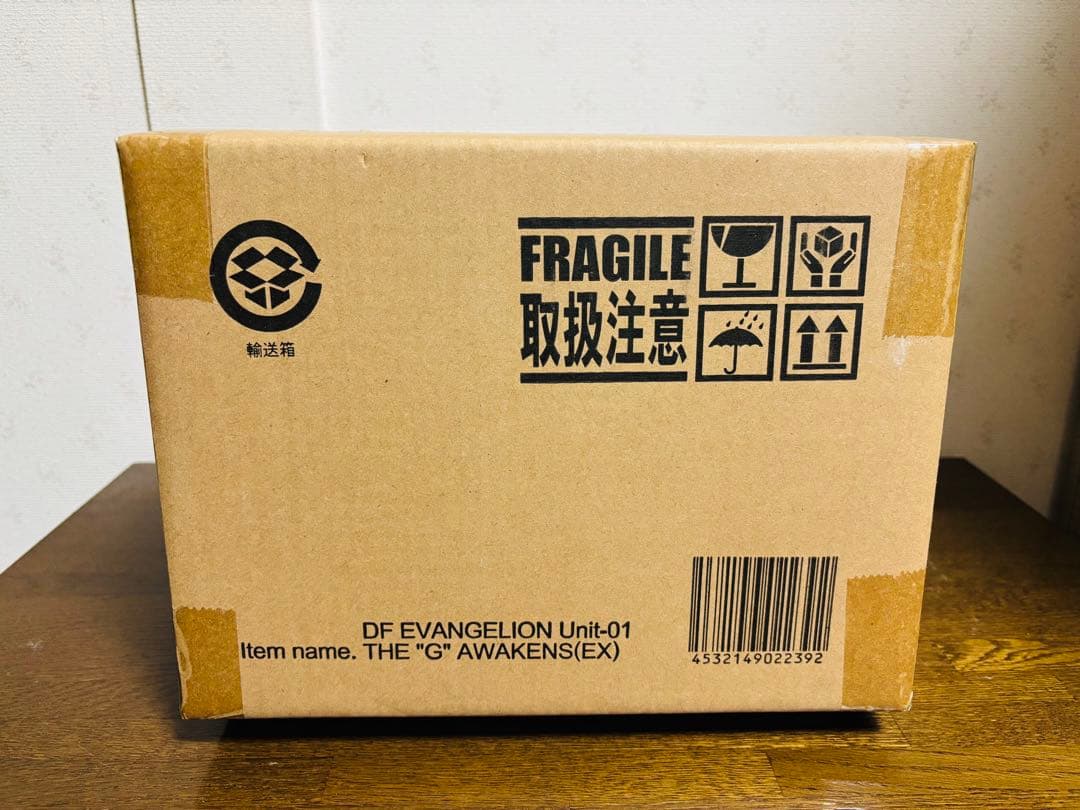 輸送箱
FRAGILE
取扱注意
DF EVANGELION Unit-01
Item name. THE "G" AWAKENS(EX)
4532149022392